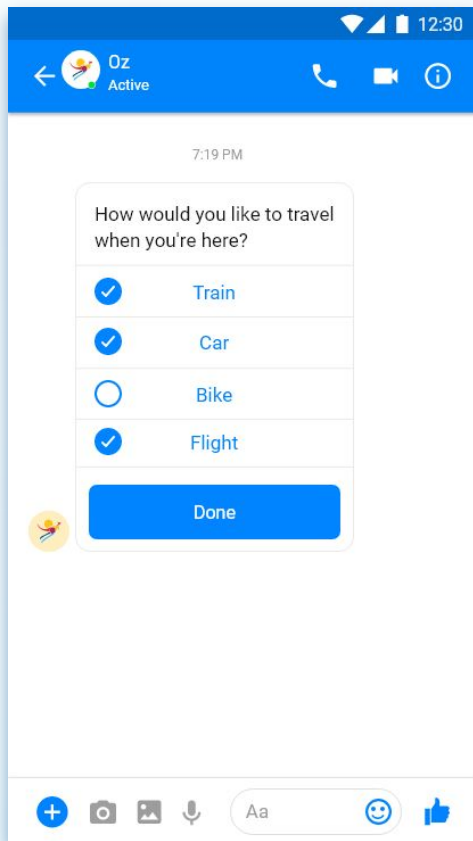 12:30
Oz
Active
7:19 PM
How would you like to travel
when you're here?
Train
Car
Bike
Flight
Done
Aa